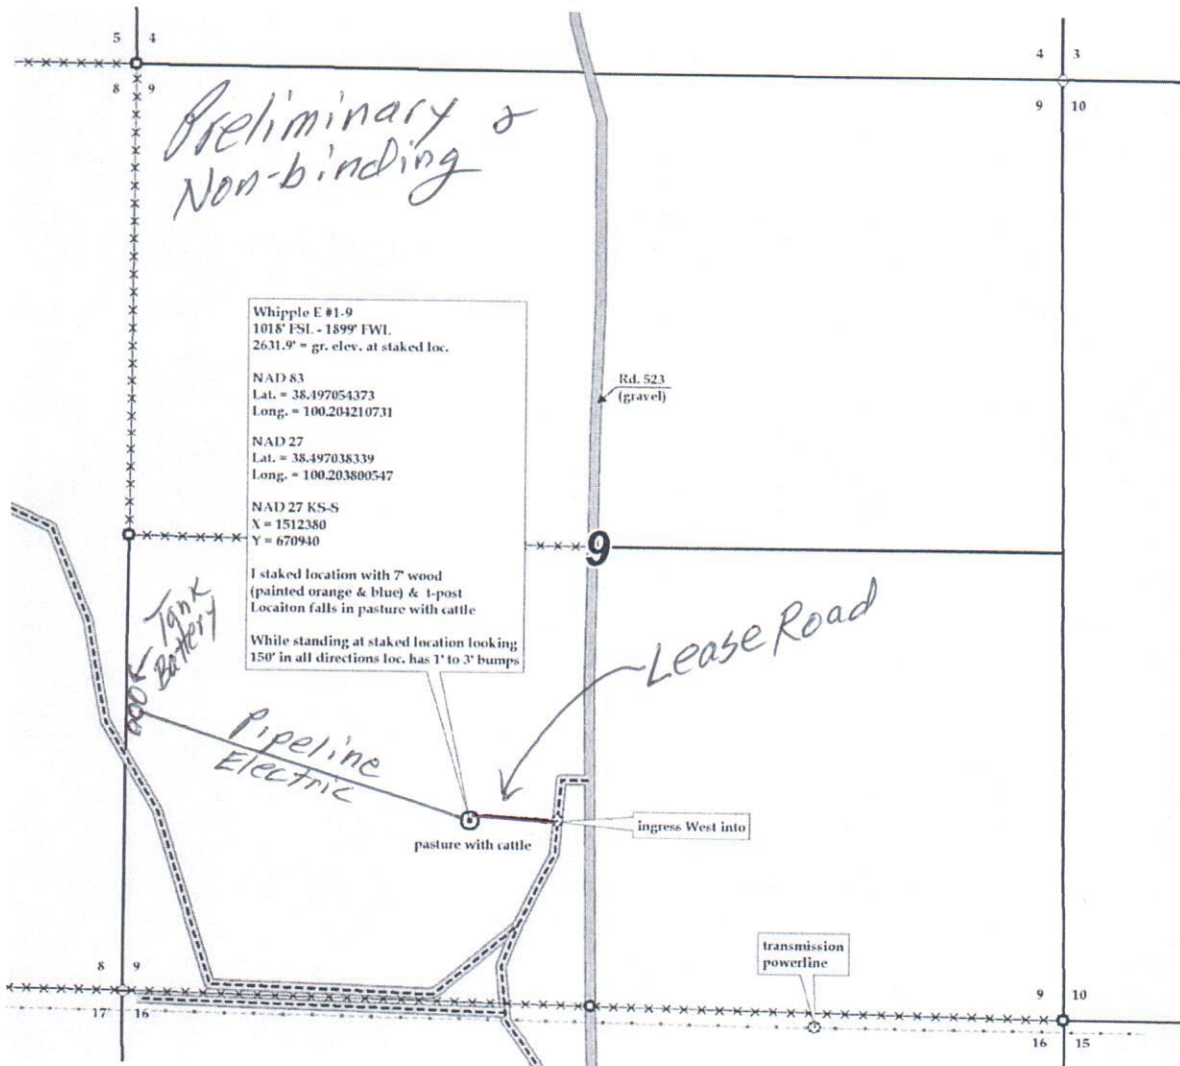 5 4
8 9
4 3
9 10
Preliminary &
Non-binding
Whipple E #1-9
1018' FSL - 1899' FWL
2631.9' = gr. elev. at staked loc.
NAD 83
Lat. = 38.497054373
Long. = 100.204210731
NAD 27
Lat. = 38.497038339
Long. = 100.203800547
NAD 27 KS-S
X = 1512380
Y = 670940
I staked location with 7' wood
(painted orange & blue) & t-post
Locaiton falls in pasture with cattle
While standing at staked location looking
150' in all directions loc. has 1' to 3' bumps
Rd. 523
(gravel)
9
Tank
Battery
Lease Road
Pipeline
Electric
ingress West into
pasture with cattle
transmission
powerline
8 9
17 16
9 10
16 15